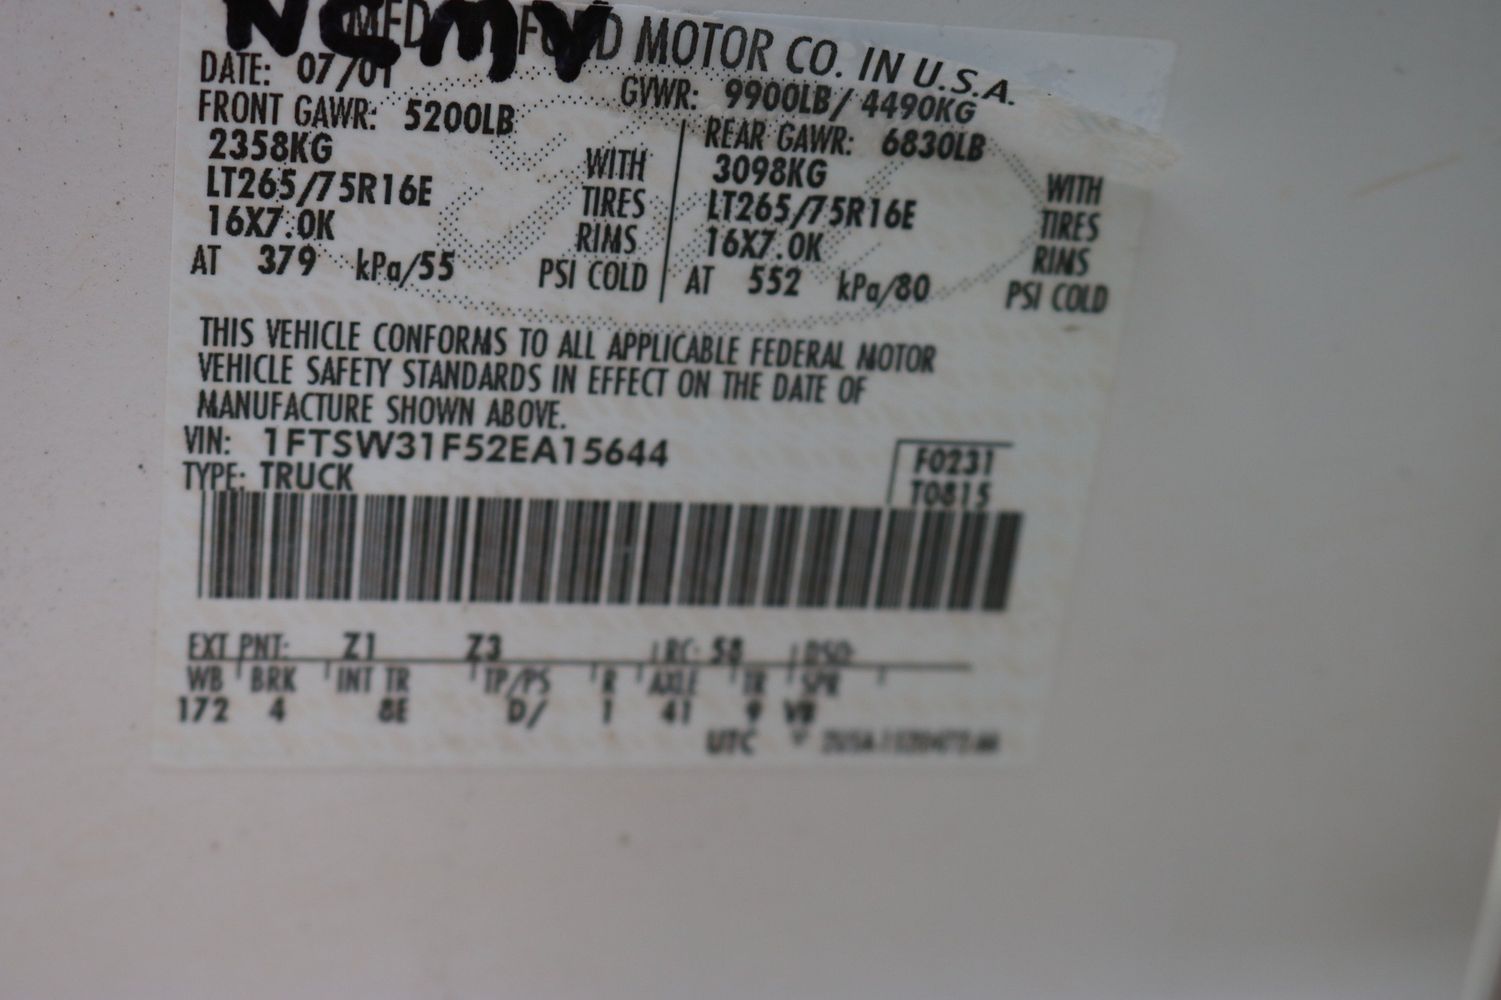 NSMV
MFD FORD MOTOR CO. IN U.S.A.
DATE: 07/01 GVWR: 9900LB/ 4490KG
FRONT GAWR: 5200LB REAR GAWR: 6830LB
2358KG WITH 3098KG WITH
LT265/75R16E TIRES LT265/75R16E TIRES
16X7.0K RIMS 16X7.0K RIMS
AT 379 kPa/55 PSI COLD AT 552 kPa/80 PSI COLD
THIS VEHICLE CONFORMS TO ALL APPLICABLE FEDERAL MOTOR
VEHICLE SAFETY STANDARDS IN EFFECT ON THE DATE OF
MANUFACTURE SHOWN ABOVE.
VIN: 1FTSW31F52EA15644 F0231
TYPE: TRUCK T0815
EXT PNT: Z1 Z3 RC: 58 DSO:
WB BRK INT TR TP/PS R AXLE TR SPR
172 4 8E D/ 1 41 9
UTC